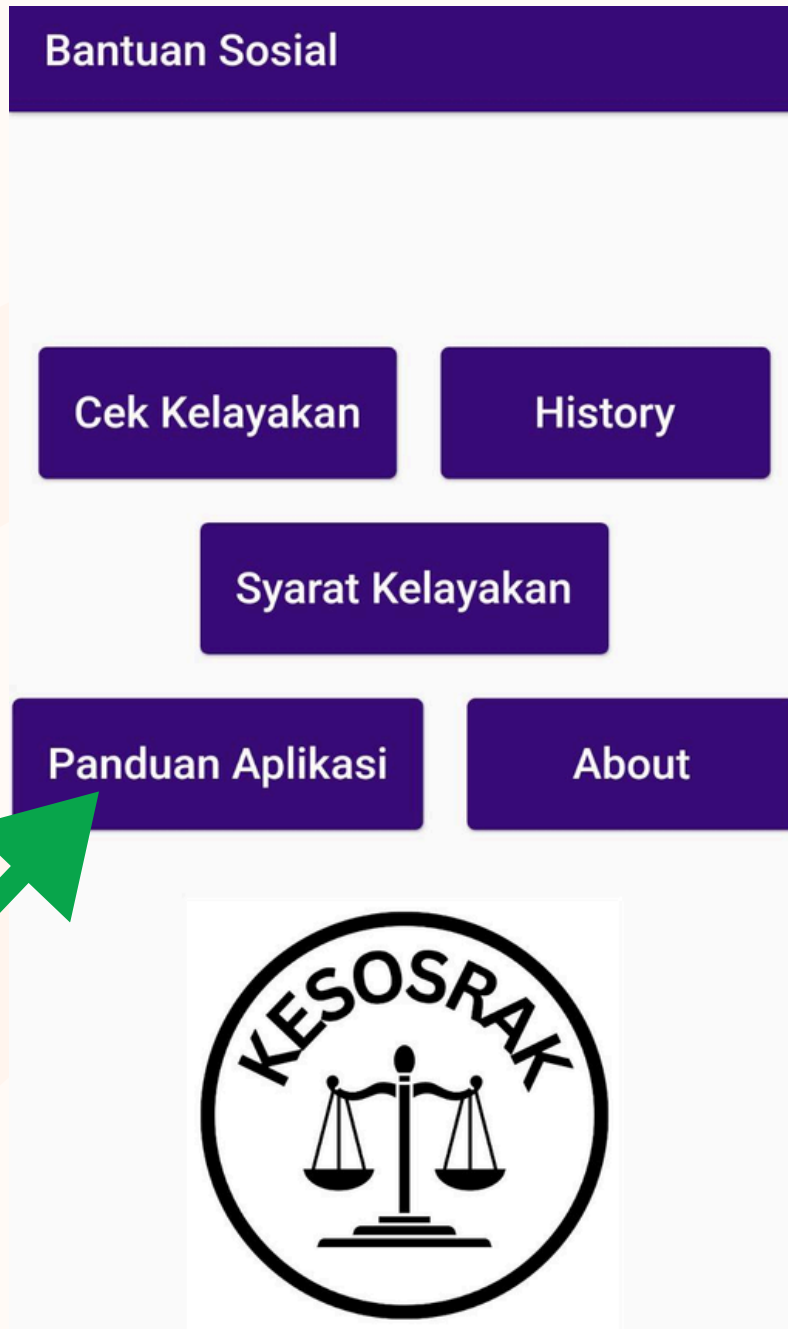 Bantuan Sosial
Cek Kelayakan
History
Syarat Kelayakan
Panduan Aplikasi
About
KESOSRAK